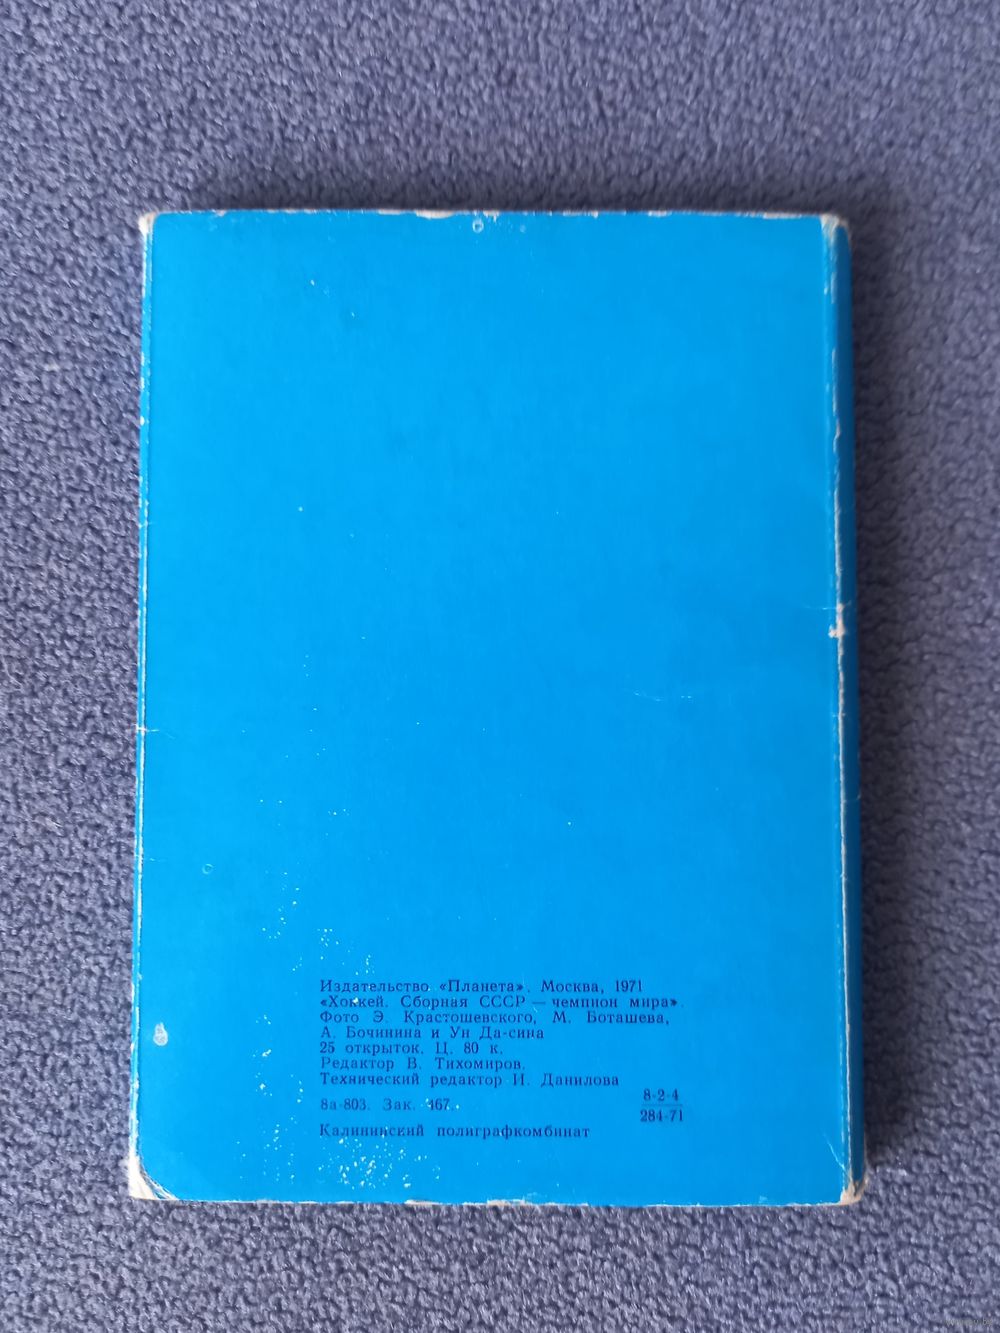 Издательство «Планета». Москва, 1971
«Хоккей. Сборная СССР — чемпион мира».
Фото Э. Крастошевского, М. Боташева,
А. Бочинина и Ун Да-сина
25 открыток. Ц. 80 к.
Редактор В. Тихомиров.
Технический редактор И. Данилова
8а-803. Зак. 467.
8-2-4
284-71
Калининский полиграфкомбинат